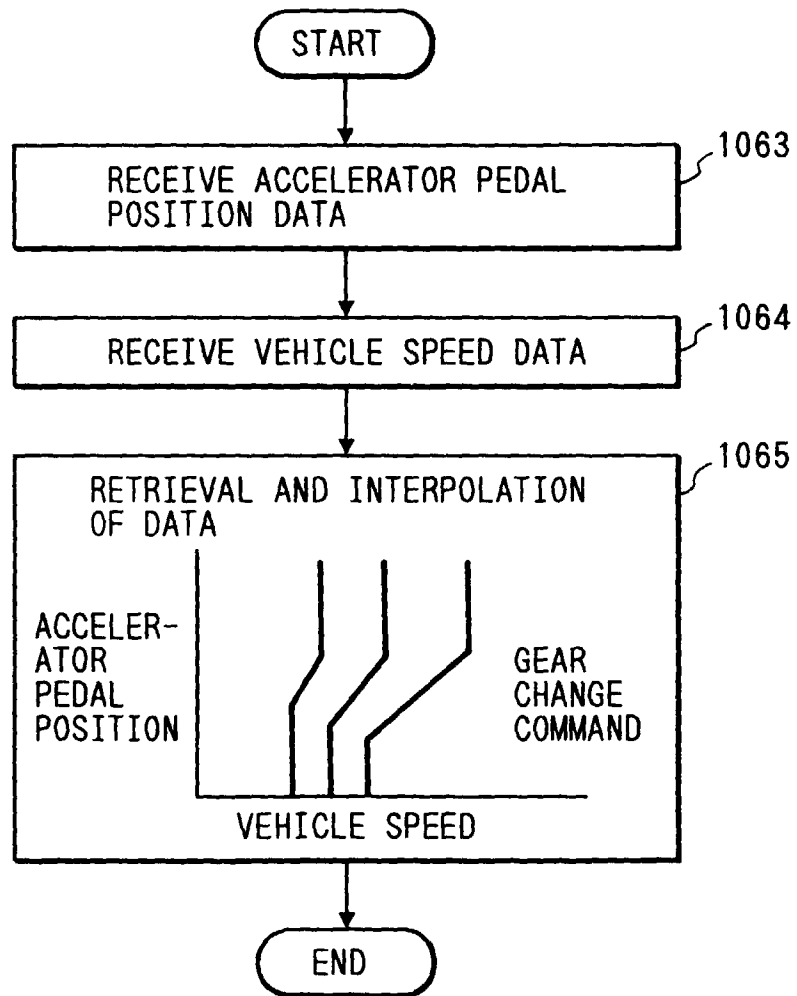 START
1063
RECEIVE ACCELERATOR PEDAL
POSITION DATA
1064
RECEIVE VEHICLE SPEED DATA
1065
RETRIEVAL AND INTERPOLATION
OF DATA
ACCELER-
ATOR
PEDAL
POSITION
GEAR
CHANGE
COMMAND
VEHICLE SPEED
END